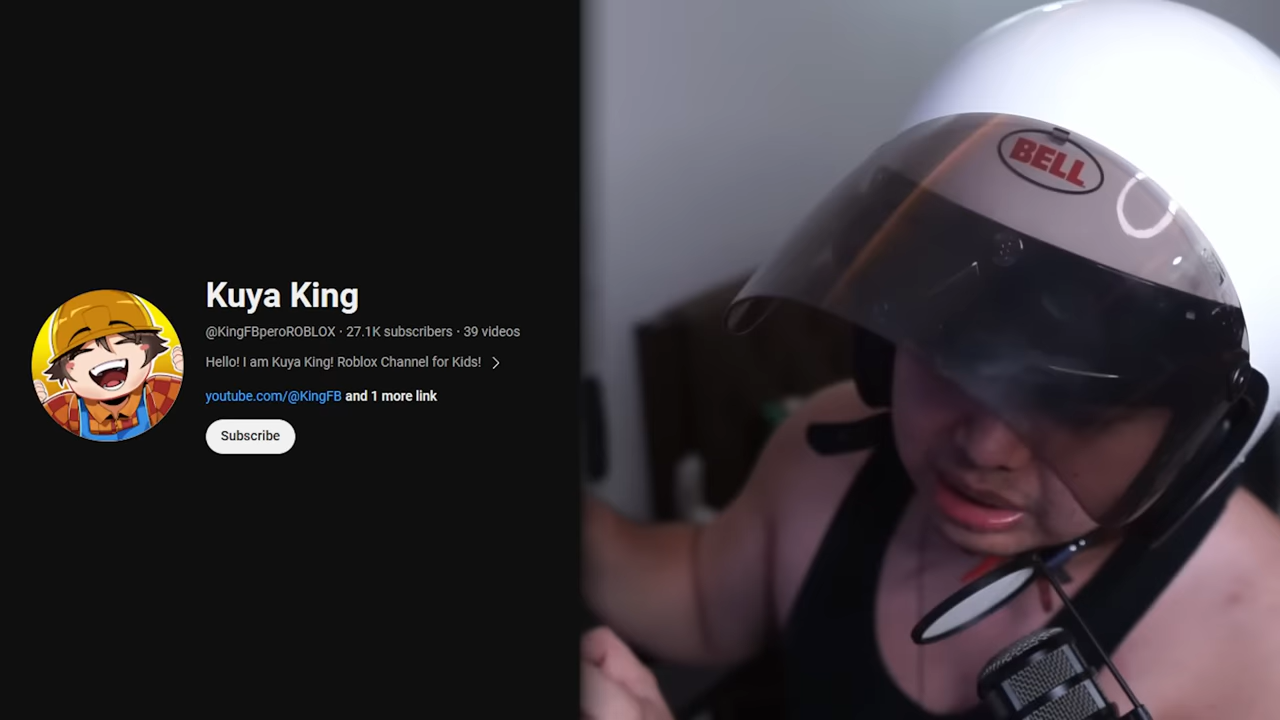 Kuya King
@KingFBperoROBLOX · 27.1K subscribers · 39 videos
Hello! I am Kuya King! Roblox Channel for Kids!
youtube.com/@KingFB and 1 more link
Subscribe
BELL